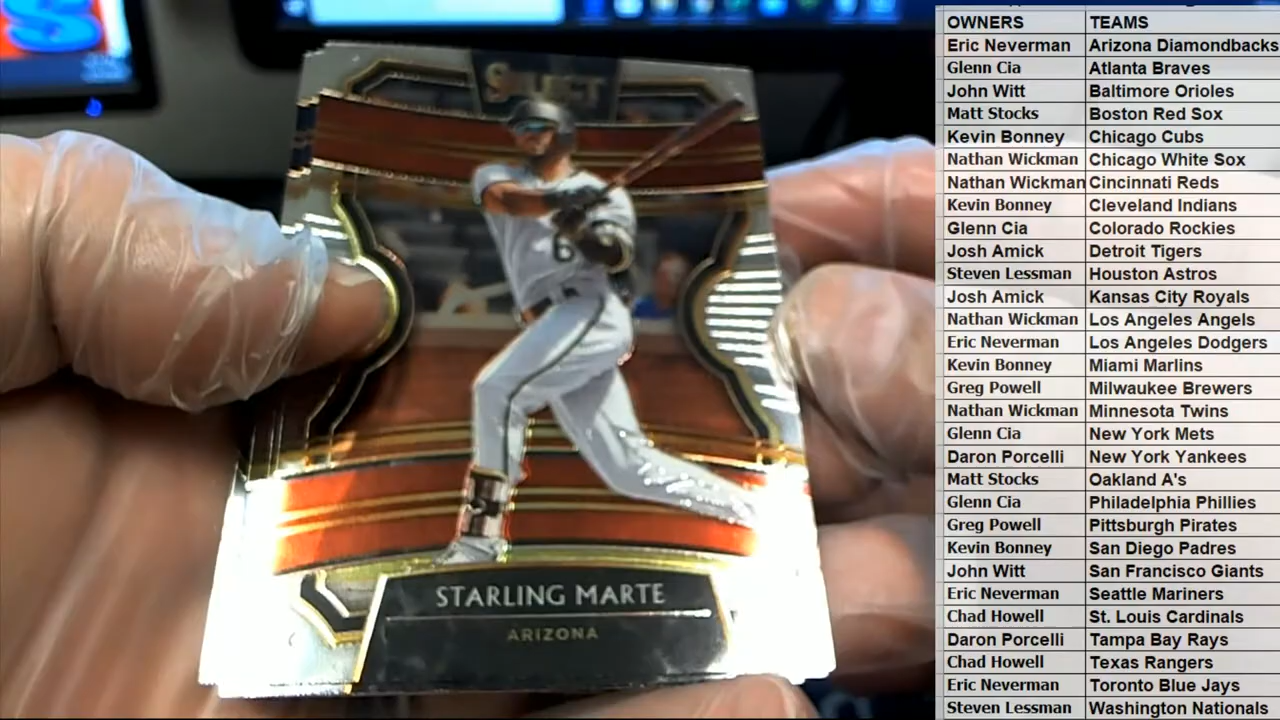 SELECT
STARLING MARTE
ARIZONA
OWNERS TEAMS
Eric Neverman Arizona Diamondbacks
Glenn Cia Atlanta Braves
John Witt Baltimore Orioles
Matt Stocks Boston Red Sox
Kevin Bonney Chicago Cubs
Nathan Wickman Chicago White Sox
Nathan Wickman Cincinnati Reds
Kevin Bonney Cleveland Indians
Glenn Cia Colorado Rockies
Josh Amick Detroit Tigers
Steven Lessman Houston Astros
Josh Amick Kansas City Royals
Nathan Wickman Los Angeles Angels
Eric Neverman Los Angeles Dodgers
Kevin Bonney Miami Marlins
Greg Powell Milwaukee Brewers
Nathan Wickman Minnesota Twins
Glenn Cia New York Mets
Daron Porcelli New York Yankees
Matt Stocks Oakland A's
Glenn Cia Philadelphia Phillies
Greg Powell Pittsburgh Pirates
Kevin Bonney San Diego Padres
John Witt San Francisco Giants
Eric Neverman Seattle Mariners
Chad Howell St. Louis Cardinals
Daron Porcelli Tampa Bay Rays
Chad Howell Texas Rangers
Eric Neverman Toronto Blue Jays
Steven Lessman Washington Nationals